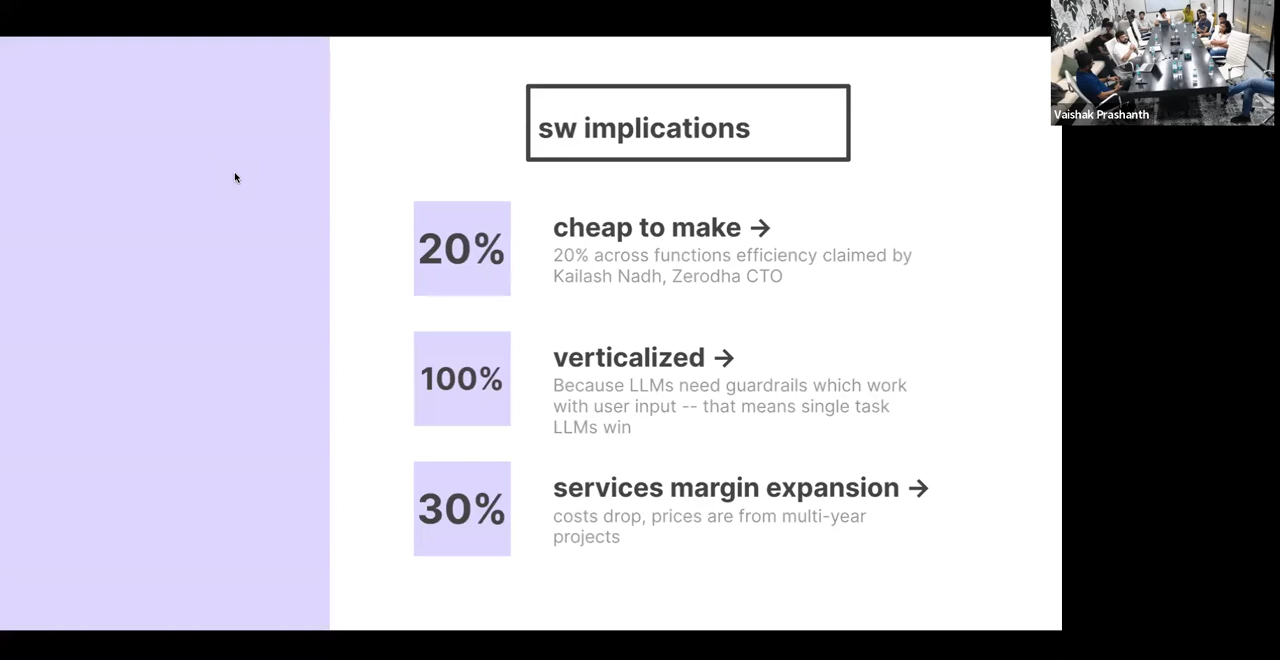 sw implications
20%
cheap to make →
20% across functions efficiency claimed by
Kailash Nadh, Zerodha CTO
100%
verticalized →
Because LLMs need guardrails which work
with user input -- that means single task
LLMs win
30%
services margin expansion →
costs drop, prices are from multi-year
projects
Vaishak Prashanth